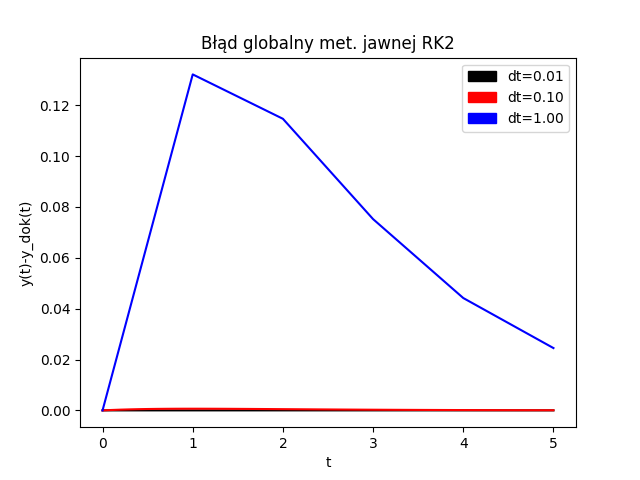 Błąd globalny met. jawnej RK2
dt=0.01
dt=0.10
dt=1.00
y(t)-y_dok(t)
0.12
0.10
0.08
0.06
0.04
0.02
0.00
0 1 2 3 4 5
t